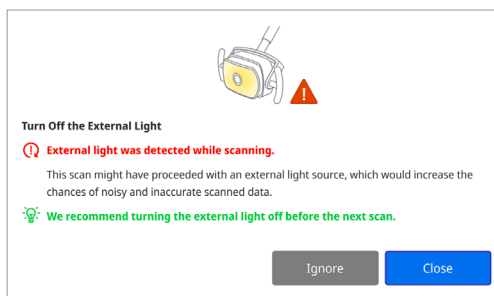 Turn Off the External Light
External light was detected while scanning.
This scan might have proceeded with an external light source, which would increase the
chances of noisy and inaccurate scanned data.
We recommend turning the external light off before the next scan.
Ignore
Close